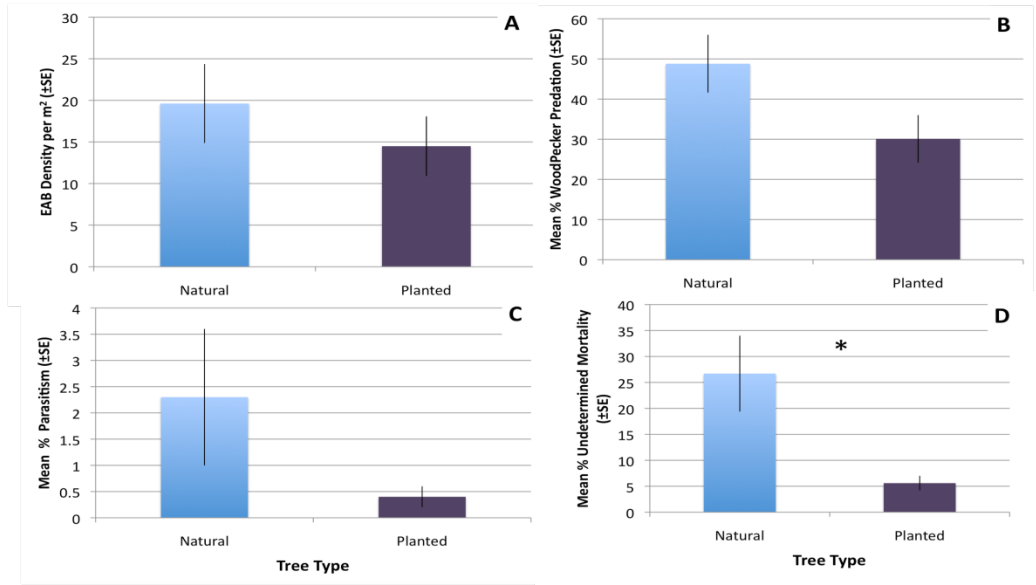 A
EAB Density per m² (±SE)
30
25
20
15
10
5
0
Natural
Planted
B
Mean % WoodPecker Predation (±SE)
60
50
40
30
20
10
0
Natural
Planted
C
Mean % Parasitism (±SE)
4
3.5
3
2.5
2
1.5
1
0.5
0
Natural
Planted
Tree Type
D
Mean % Undetermined Mortality
(±SE)
40
35
30
25
20
15
10
5
0
*
Natural
Planted
Tree Type